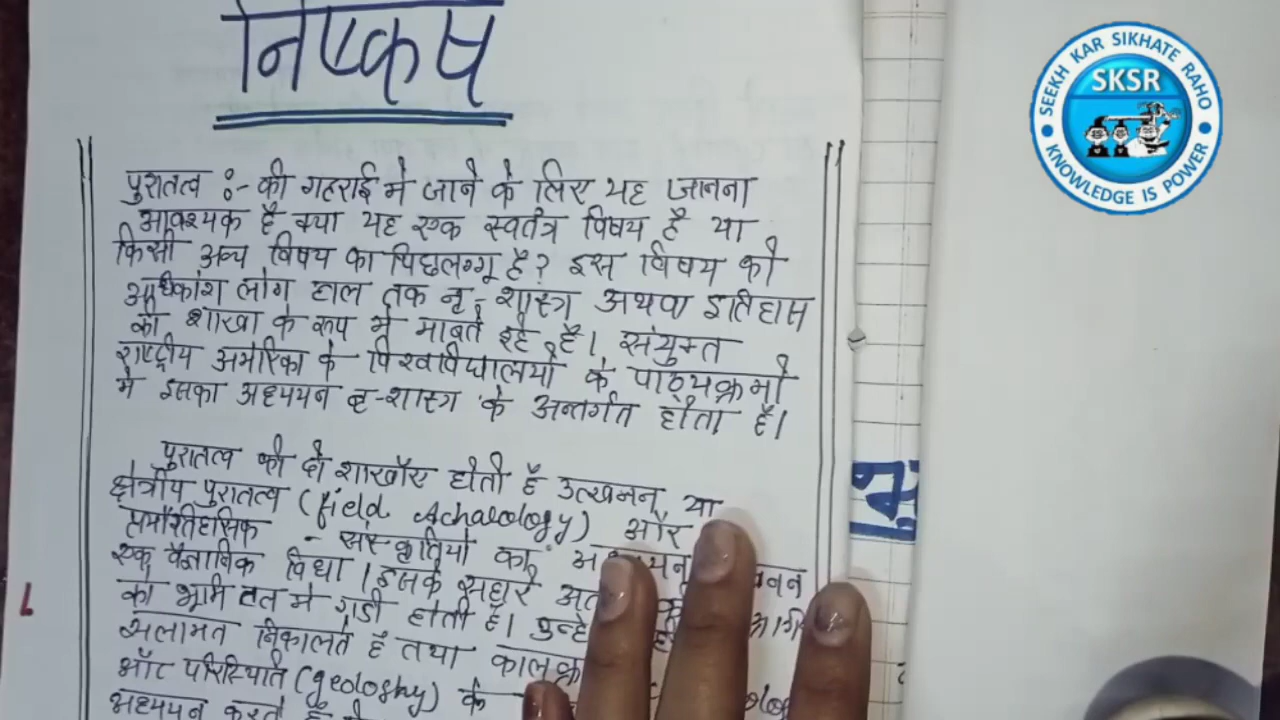 निष्कर्ष
पुरातत्व :- की गहराई मे जाने के लिए यह जानना
आवश्यक है क्या यह एक स्वतंत्र विषय है या
किसी अन्य विषय का पिछलग्गू है? इस विषय को
अधिकांश लोग हाल तक नृ-शास्त्र अथवा इतिहास
की शाखा के रूप में मानते रहे है। संयुक्त
राष्ट्रीय अमेरिका के विश्वविद्यालयों के पाठ्यक्रमों
मे इसका अध्ययन नृ-शास्त्र के अन्तर्गत होता है।
पुरातत्व की दो शाखाँए होती है उत्खनन् या
क्षेत्रीय पुरातत्व (field Achaeology) और
- संस्कृतियो का
एक वैज्ञानिक विधा। इसके सहारे
को भूमि तल मे गडी होती है। उन्हे
सलामत निकालते है तथा
और परिस्थिति (geologhy) के
अध्ययन करते है
SEEKH KAR SIKHATE RAHO
SKSR
KNOWLEDGE IS POWER